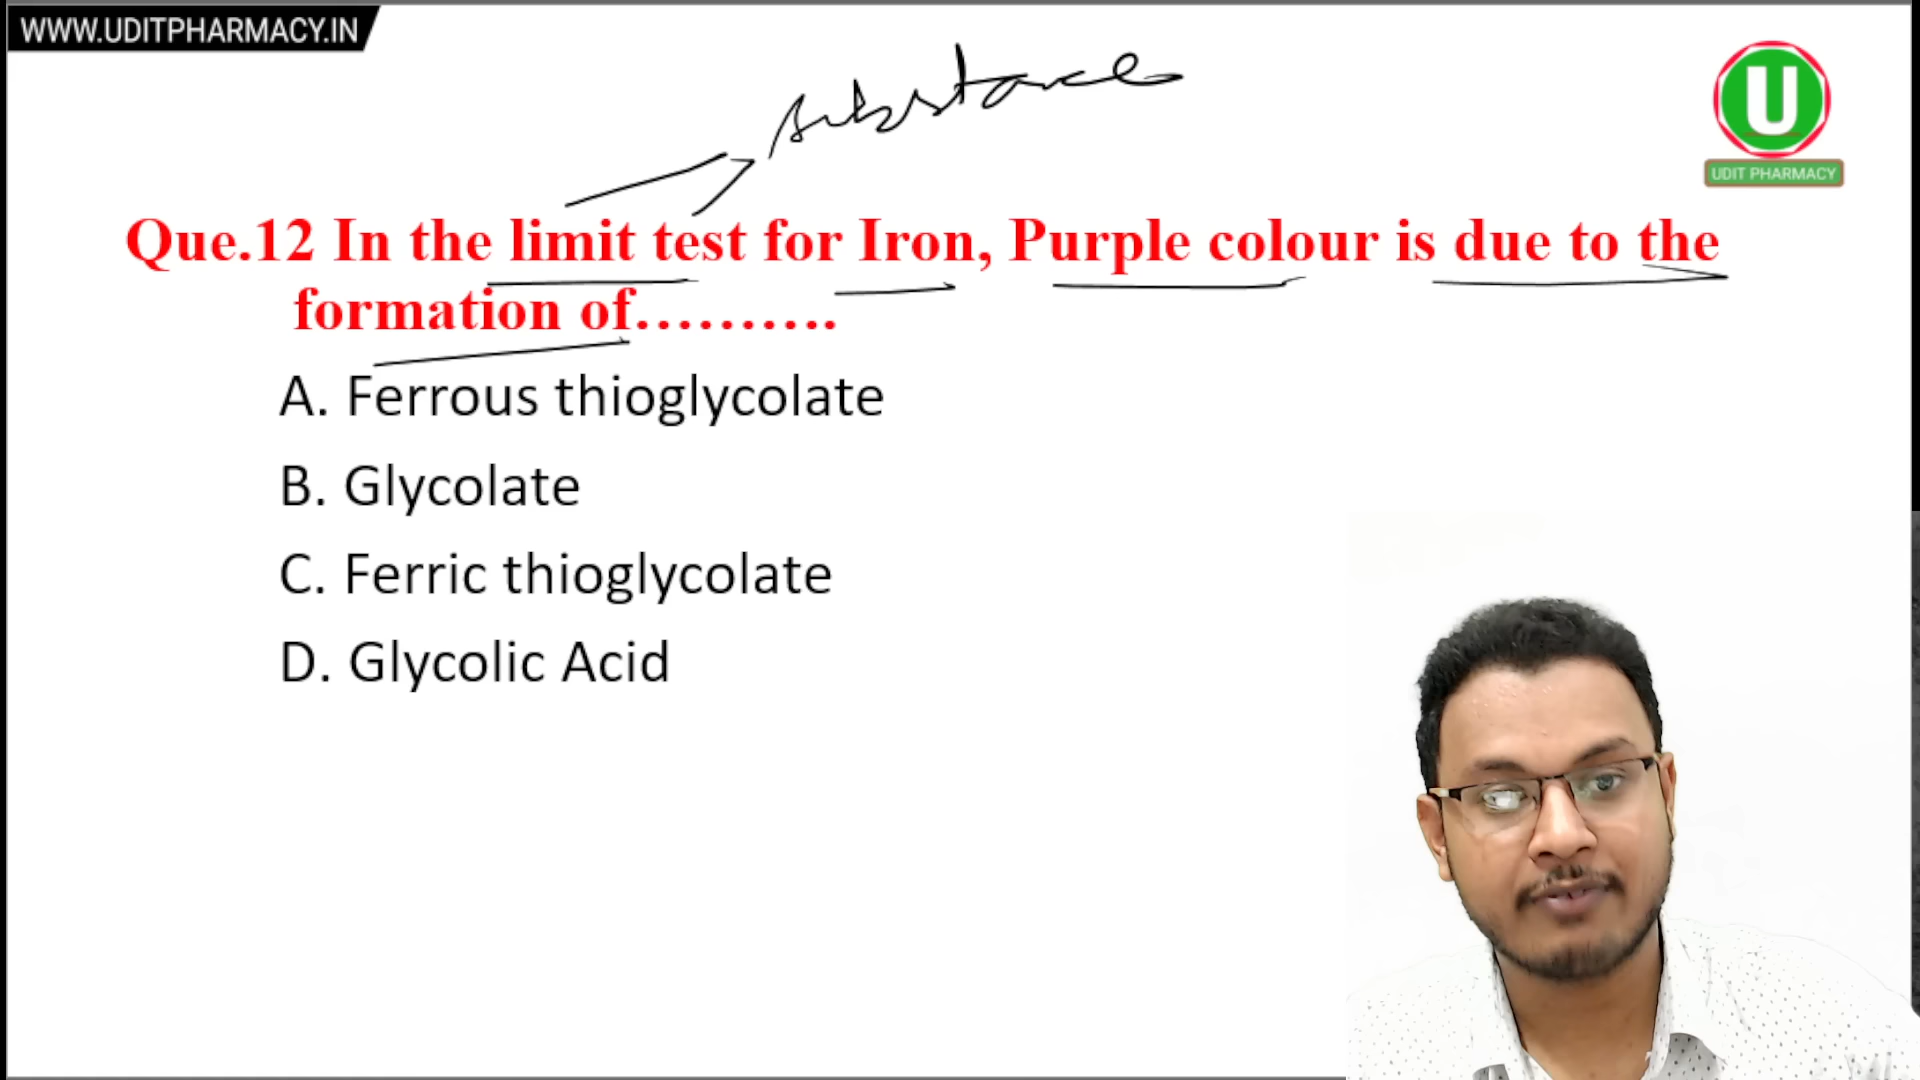 WWW.UDITPHARMACY.IN
Substance
U
UDIT PHARMACY
Que.12 In the limit test for Iron, Purple colour is due to the
formation of……….
A. Ferrous thioglycolate
B. Glycolate
C. Ferric thioglycolate
D. Glycolic Acid